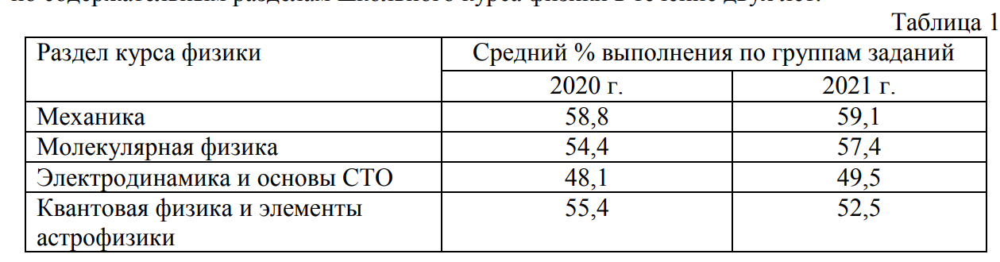 по содержательным разделам школьного курса физики в течение двух лет.
Таблица 1
Раздел курса физики Средний % выполнения по группам заданий
2020 г. 2021 г.
Механика 58,8 59,1
Молекулярная физика 54,4 57,4
Электродинамика и основы СТО 48,1 49,5
Квантовая физика и элементы 55,4 52,5
астрофизики